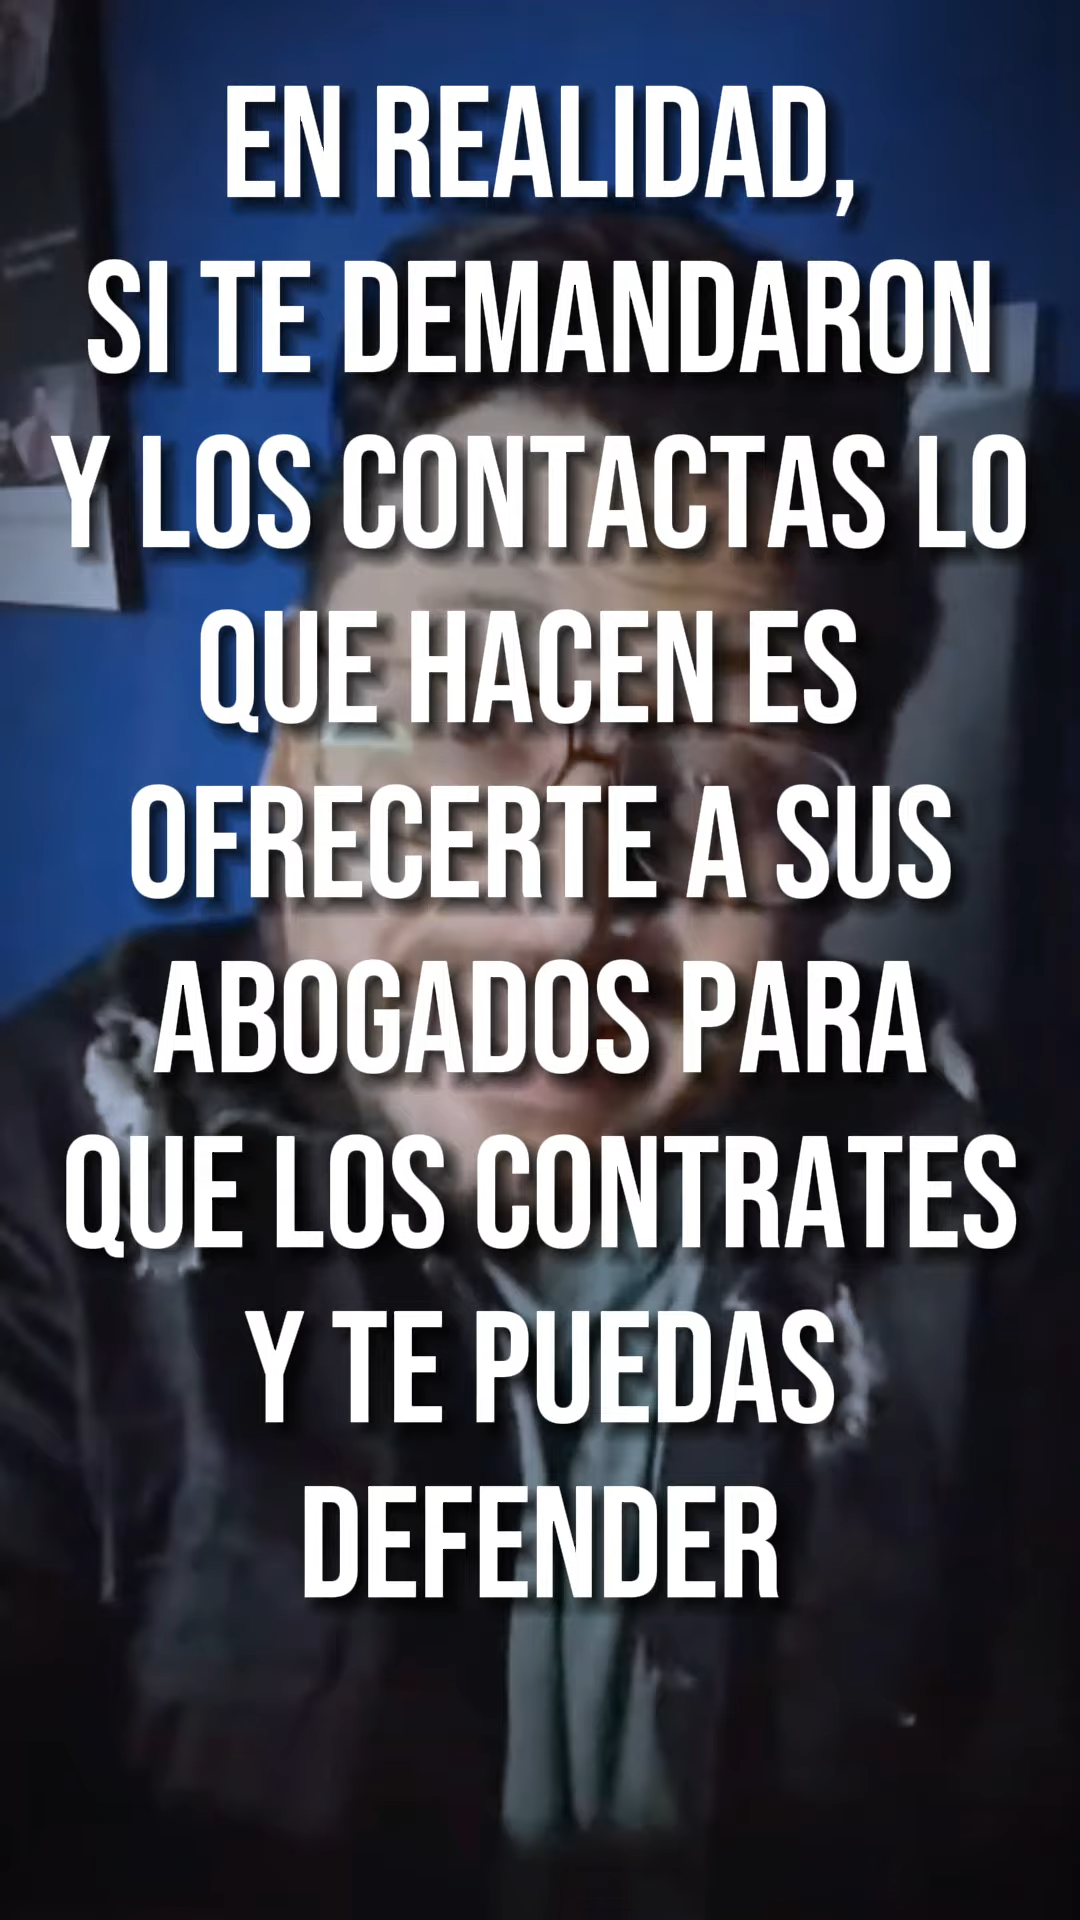 EN REALIDAD,
SI TE DEMANDARON
Y LOS CONTACTAS LO
QUE HACEN ES
OFRECERTE A SUS
ABOGADOS PARA
QUE LOS CONTRATES
Y TE PUEDAS
DEFENDER